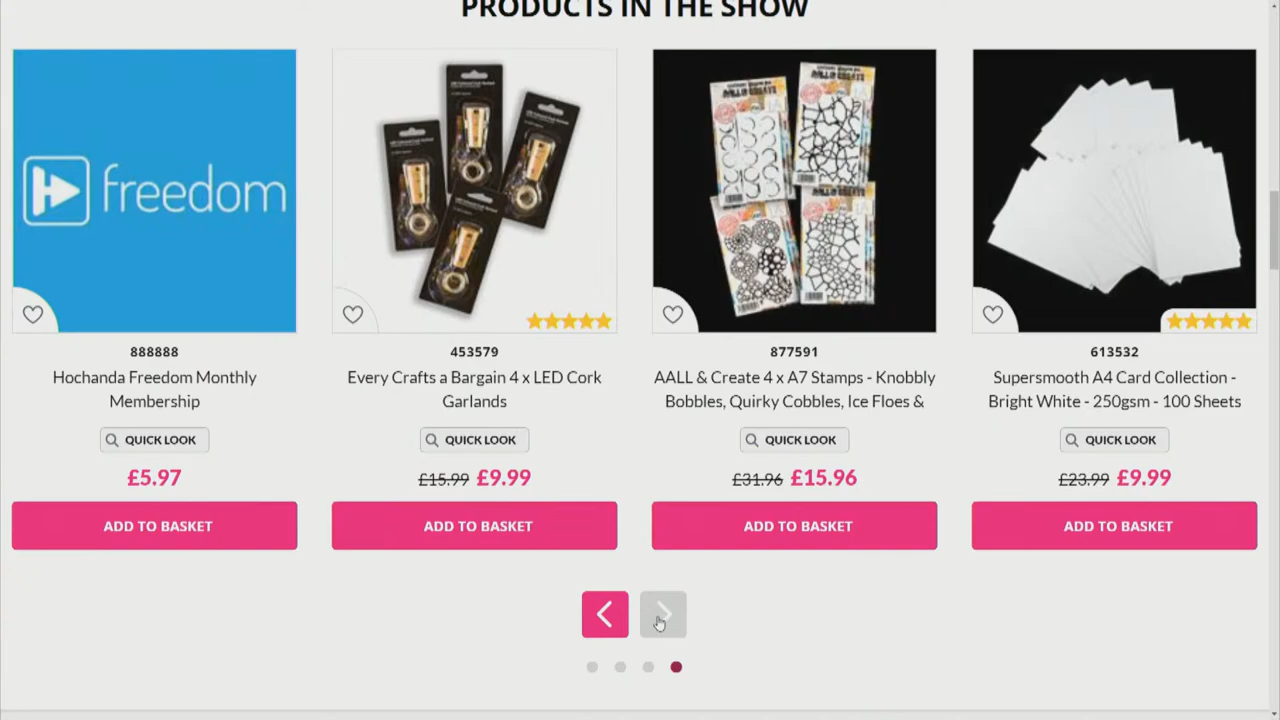 PRODUCTS IN THE SHOW
freedom
888888
Hochanda Freedom Monthly
Membership
QUICK LOOK
£5.97
ADD TO BASKET
453579
Every Crafts a Bargain 4 x LED Cork
Garlands
QUICK LOOK
£15.99 £9.99
ADD TO BASKET
877591
AALL & Create 4 x A7 Stamps - Knobbly
Bobbles, Quirky Cobbles, Ice Floes &
QUICK LOOK
£31.96 £15.96
ADD TO BASKET
613532
Supersmooth A4 Card Collection -
Bright White - 250gsm - 100 Sheets
QUICK LOOK
£23.99 £9.99
ADD TO BASKET